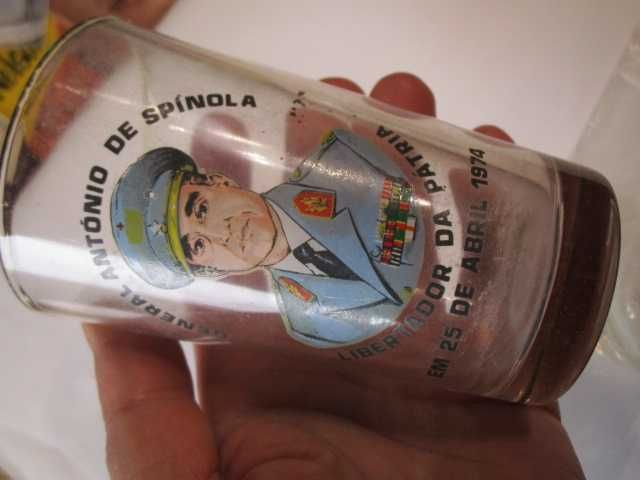 GENERAL ANTÓNIO DE SPÍNOLA
LIBERTADOR DA PÁTRIA
EM 25 DE ABRIL 1974